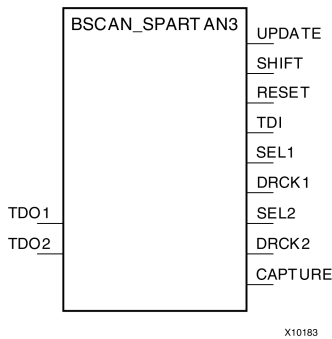 BSCAN_SPARTAN3
UPDATE
SHIFT
RESET
TDI
SEL1
DRCK1
TDO1
SEL2
TDO2
DRCK2
CAPTURE
X10183